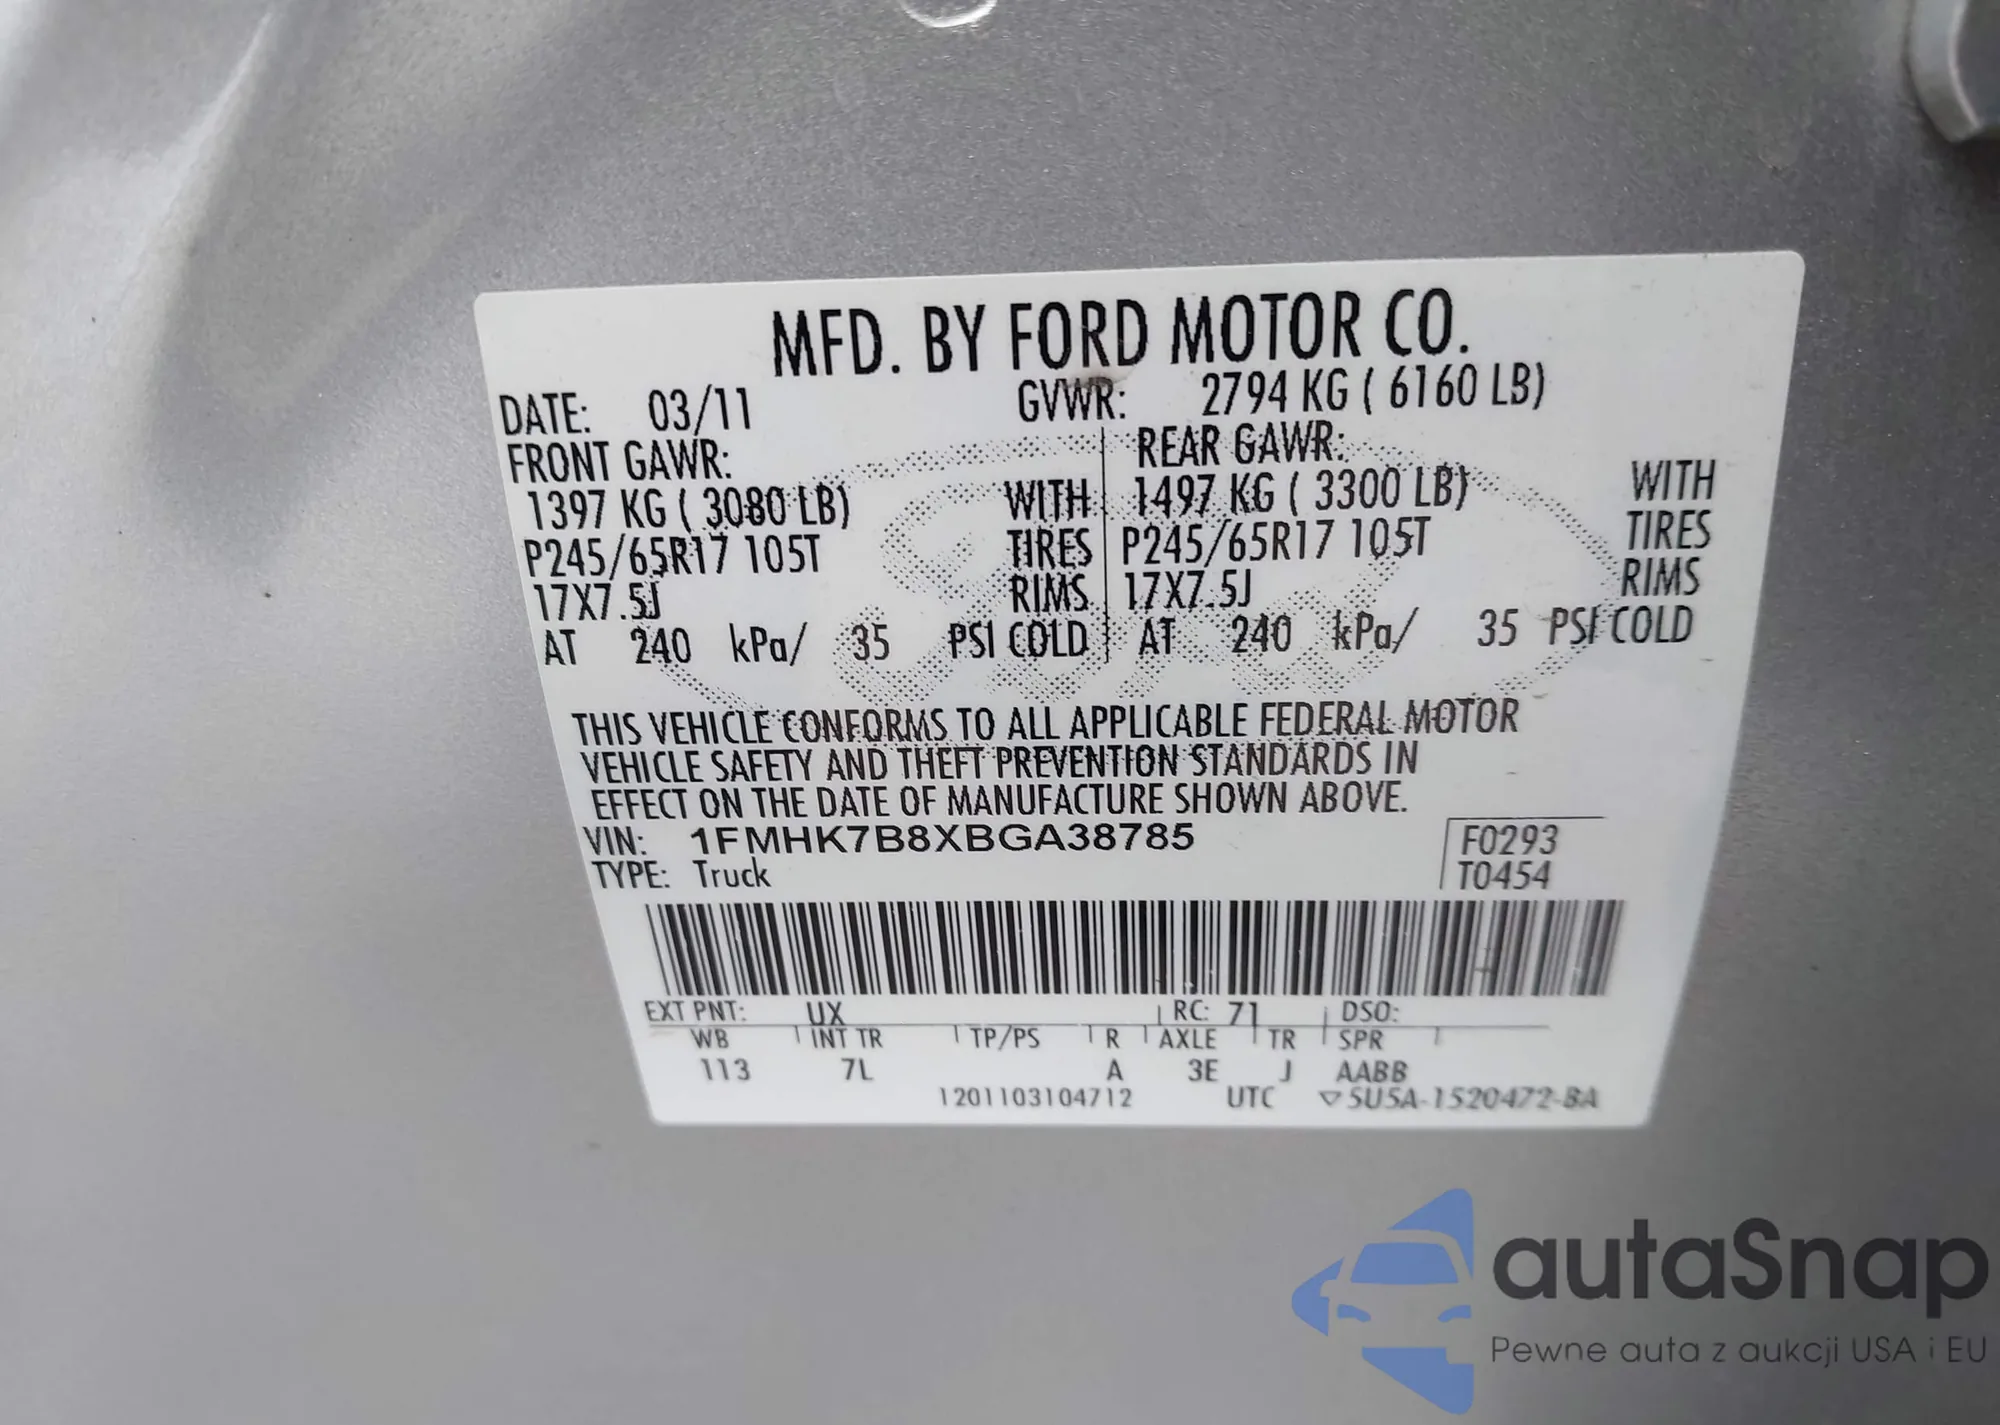 MFD. BY FORD MOTOR CO.
DATE: 03/11 GVWR: 2794 KG ( 6160 LB)
FRONT GAWR: REAR GAWR:
1397 KG ( 3080 LB) WITH 1497 KG ( 3300 LB) WITH
P245/65R17 105T TIRES P245/65R17 105T TIRES
17X7.5J RIMS 17X7.5J RIMS
AT 240 kPa/ 35 PSI COLD AT 240 kPa/ 35 PSI COLD
THIS VEHICLE CONFORMS TO ALL APPLICABLE FEDERAL MOTOR
VEHICLE SAFETY AND THEFT PREVENTION STANDARDS IN
EFFECT ON THE DATE OF MANUFACTURE SHOWN ABOVE.
VIN: 1FMHK7B8XBGA38785 F0293
TYPE: Truck T0454
EXT PNT: UX RC: 71 DSO:
WB INT TR TP/PS R AXLE TR SPR
113 7L A 3E J AABB
1201103104712 UTC ▽ 5U5A-1520472-BA
autaSnap
Pewne auta z aukcji USA i EU